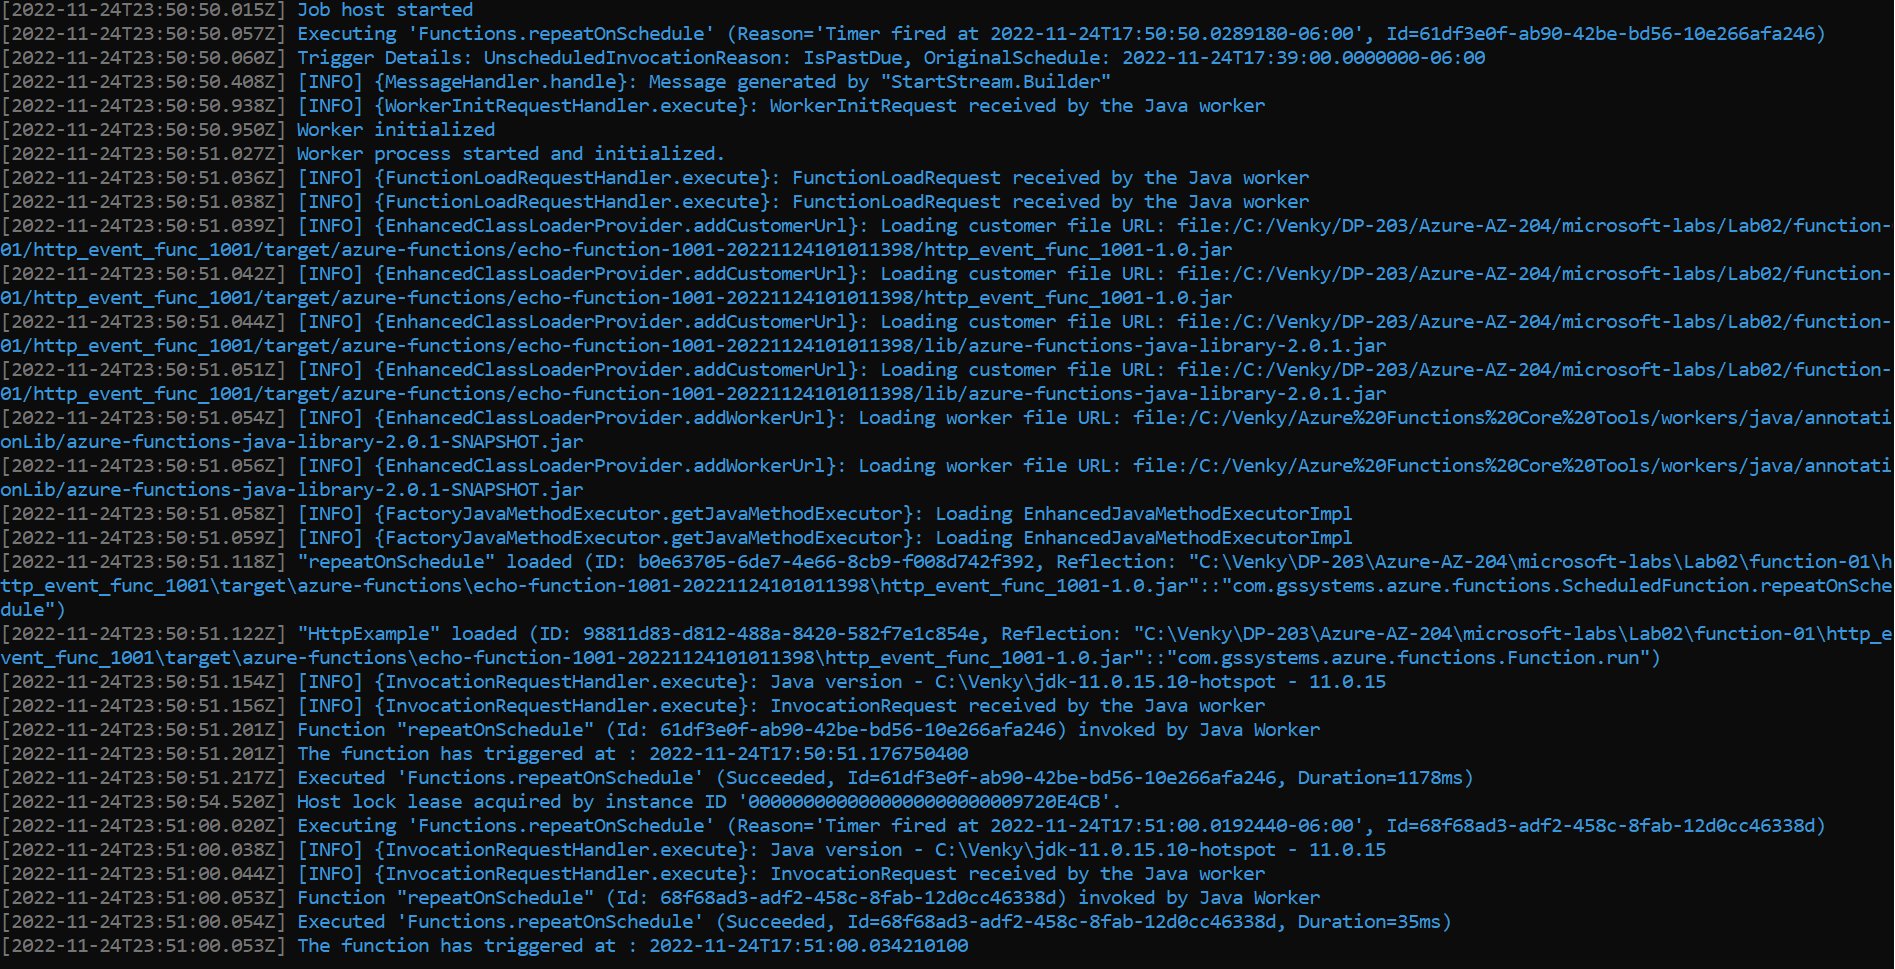 [2022-11-24T23:50:50.015Z] Job host started
[2022-11-24T23:50:50.057Z] Executing 'Functions.repeatOnSchedule' (Reason='Timer fired at 2022-11-24T17:50:50.0289180-06:00', Id=61df3e0f-ab90-42be-bd56-10e266afa246)
[2022-11-24T23:50:50.060Z] Trigger Details: UnscheduledInvocationReason: IsPastDue, OriginalSchedule: 2022-11-24T17:39:00.0000000-06:00
[2022-11-24T23:50:50.408Z] [INFO] {MessageHandler.handle}: Message generated by "StartStream.Builder"
[2022-11-24T23:50:50.938Z] [INFO] {WorkerInitRequestHandler.execute}: WorkerInitRequest received by the Java worker
[2022-11-24T23:50:50.950Z] Worker initialized
[2022-11-24T23:50:51.027Z] Worker process started and initialized.
[2022-11-24T23:50:51.036Z] [INFO] {FunctionLoadRequestHandler.execute}: FunctionLoadRequest received by the Java worker
[2022-11-24T23:50:51.038Z] [INFO] {FunctionLoadRequestHandler.execute}: FunctionLoadRequest received by the Java worker
[2022-11-24T23:50:51.039Z] [INFO] {EnhancedClassLoaderProvider.addCustomerUrl}: Loading customer file URL: file:/C:/Venky/DP-203/Azure-AZ-204/microsoft-labs/Lab02/function-
01/http_event_func_1001/target/azure-functions/echo-function-1001-20221124101011398/http_event_func_1001-1.0.jar
[2022-11-24T23:50:51.042Z] [INFO] {EnhancedClassLoaderProvider.addCustomerUrl}: Loading customer file URL: file:/C:/Venky/DP-203/Azure-AZ-204/microsoft-labs/Lab02/function-
01/http_event_func_1001/target/azure-functions/echo-function-1001-20221124101011398/http_event_func_1001-1.0.jar
[2022-11-24T23:50:51.044Z] [INFO] {EnhancedClassLoaderProvider.addCustomerUrl}: Loading customer file URL: file:/C:/Venky/DP-203/Azure-AZ-204/microsoft-labs/Lab02/function-
01/http_event_func_1001/target/azure-functions/echo-function-1001-20221124101011398/lib/azure-functions-java-library-2.0.1.jar
[2022-11-24T23:50:51.051Z] [INFO] {EnhancedClassLoaderProvider.addCustomerUrl}: Loading customer file URL: file:/C:/Venky/DP-203/Azure-AZ-204/microsoft-labs/Lab02/function-
01/http_event_func_1001/target/azure-functions/echo-function-1001-20221124101011398/lib/azure-functions-java-library-2.0.1.jar
[2022-11-24T23:50:51.054Z] [INFO] {EnhancedClassLoaderProvider.addWorkerUrl}: Loading worker file URL: file:/C:/Venky/Azure%20Functions%20Core%20Tools/workers/java/annotati
onLib/azure-functions-java-library-2.0.1-SNAPSHOT.jar
[2022-11-24T23:50:51.056Z] [INFO] {EnhancedClassLoaderProvider.addWorkerUrl}: Loading worker file URL: file:/C:/Venky/Azure%20Functions%20Core%20Tools/workers/java/annotati
onLib/azure-functions-java-library-2.0.1-SNAPSHOT.jar
[2022-11-24T23:50:51.058Z] [INFO] {FactoryJavaMethodExecutor.getJavaMethodExecutor}: Loading EnhancedJavaMethodExecutorImpl
[2022-11-24T23:50:51.059Z] [INFO] {FactoryJavaMethodExecutor.getJavaMethodExecutor}: Loading EnhancedJavaMethodExecutorImpl
[2022-11-24T23:50:51.118Z] "repeatOnSchedule" loaded (ID: b0e63705-6de7-4e66-8cb9-f008d742f392, Reflection: "C:\Venky\DP-203\Azure-AZ-204\microsoft-labs\Lab02\function-01\h
ttp_event_func_1001\target\azure-functions\echo-function-1001-20221124101011398\http_event_func_1001-1.0.jar"::"com.gssystems.azure.functions.ScheduledFunction.repeatOnSche
dule")
[2022-11-24T23:50:51.122Z] "HttpExample" loaded (ID: 98811d83-d812-488a-8420-582f7e1c854e, Reflection: "C:\Venky\DP-203\Azure-AZ-204\microsoft-labs\Lab02\function-01\http_e
vent_func_1001\target\azure-functions\echo-function-1001-20221124101011398\http_event_func_1001-1.0.jar"::"com.gssystems.azure.functions.Function.run")
[2022-11-24T23:50:51.154Z] [INFO] {InvocationRequestHandler.execute}: Java version - C:\Venky\jdk-11.0.15.10-hotspot - 11.0.15
[2022-11-24T23:50:51.156Z] [INFO] {InvocationRequestHandler.execute}: InvocationRequest received by the Java worker
[2022-11-24T23:50:51.201Z] Function "repeatOnSchedule" (Id: 61df3e0f-ab90-42be-bd56-10e266afa246) invoked by Java Worker
[2022-11-24T23:50:51.201Z] The function has triggered at : 2022-11-24T17:50:51.176750400
[2022-11-24T23:50:51.217Z] Executed 'Functions.repeatOnSchedule' (Succeeded, Id=61df3e0f-ab90-42be-bd56-10e266afa246, Duration=1178ms)
[2022-11-24T23:50:54.520Z] Host lock lease acquired by instance ID '0000000000000000000000009720E4CB'.
[2022-11-24T23:51:00.020Z] Executing 'Functions.repeatOnSchedule' (Reason='Timer fired at 2022-11-24T17:51:00.0192440-06:00', Id=68f68ad3-adf2-458c-8fab-12d0cc46338d)
[2022-11-24T23:51:00.038Z] [INFO] {InvocationRequestHandler.execute}: Java version - C:\Venky\jdk-11.0.15.10-hotspot - 11.0.15
[2022-11-24T23:51:00.044Z] [INFO] {InvocationRequestHandler.execute}: InvocationRequest received by the Java worker
[2022-11-24T23:51:00.053Z] Function "repeatOnSchedule" (Id: 68f68ad3-adf2-458c-8fab-12d0cc46338d) invoked by Java Worker
[2022-11-24T23:51:00.054Z] Executed 'Functions.repeatOnSchedule' (Succeeded, Id=68f68ad3-adf2-458c-8fab-12d0cc46338d, Duration=35ms)
[2022-11-24T23:51:00.053Z] The function has triggered at : 2022-11-24T17:51:00.034210100